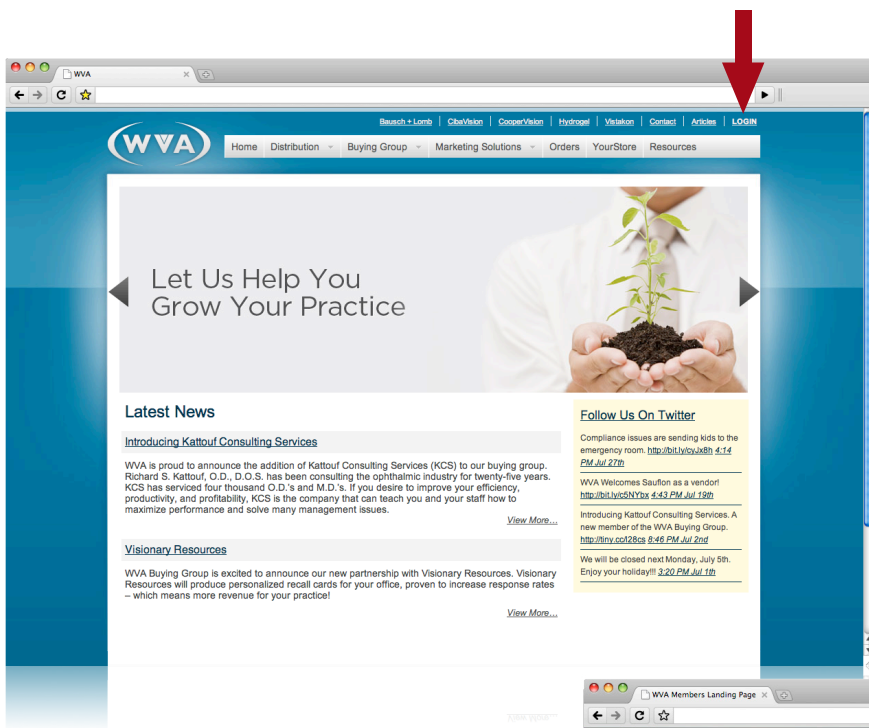 WVA
Bausch + Lomb | CibaVision | CooperVision | Hydrogel | Vistakon | Contact | Articles | LOGIN
WVA
Home Distribution Buying Group Marketing Solutions Orders YourStore Resources
Let Us Help You
Grow Your Practice
Latest News
Introducing Kattouf Consulting Services
WVA is proud to announce the addition of Kattouf Consulting Services (KCS) to our buying group.
Richard S. Kattouf, O.D., D.O.S. has been consulting the ophthalmic industry for twenty-five years.
KCS has serviced four thousand O.D.'s and M.D.'s. If you desire to improve your efficiency,
productivity, and profitability, KCS is the company that can teach you and your staff how to
maximize performance and solve many management issues.
View More...
Visionary Resources
WVA Buying Group is excited to announce our new partnership with Visionary Resources. Visionary
Resources will produce personalized recall cards for your office, proven to increase response rates
– which means more revenue for your practice!
View More...
Follow Us On Twitter
Compliance issues are sending kids to the
emergency room. http://bit.ly/cyJx8h 4:14
PM Jul 27th
WVA Welcomes Sauflon as a vendor!
http://bit.ly/c5NYbx 4:43 PM Jul 19th
Introducing Kattouf Consulting Services. A
new member of the WVA Buying Group.
http://tiny.cc/l28cs 8:46 PM Jul 2nd
We will be closed next Monday, July 5th.
Enjoy your holiday!!! 3:20 PM Jul 1th
WVA Members Landing Page